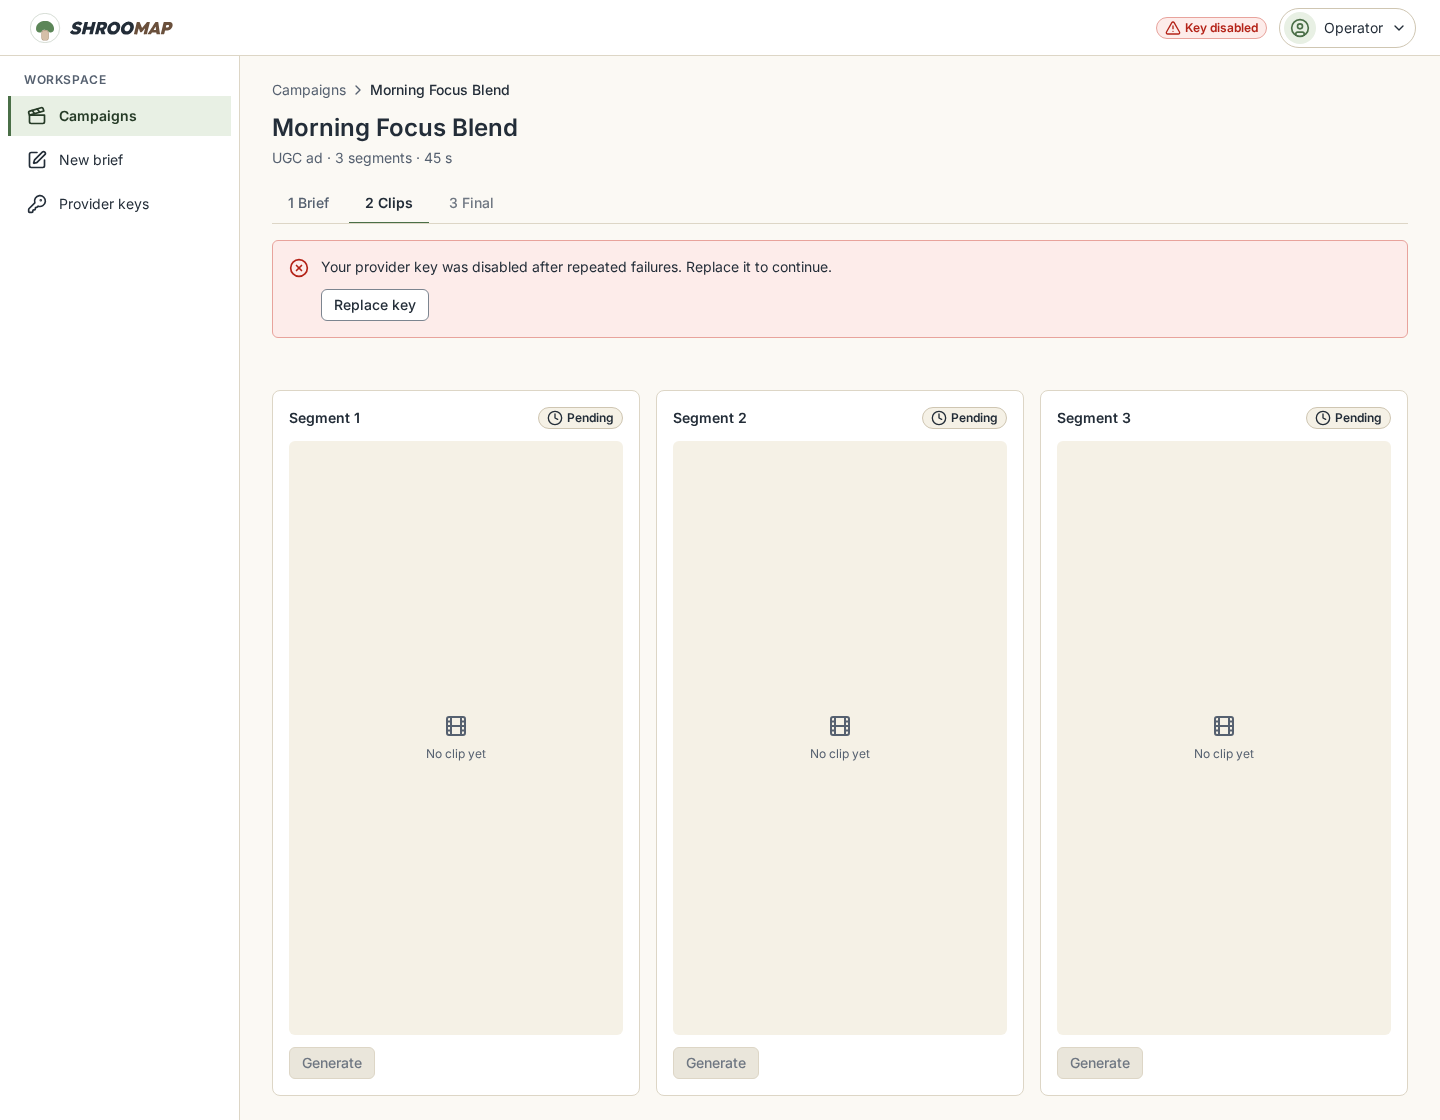 SHROOMAP
Key disabled
Operator
WORKSPACE
Campaigns
New brief
Provider keys
Campaigns > Morning Focus Blend
Morning Focus Blend
UGC ad · 3 segments · 45 s
1 Brief
2 Clips
3 Final
Your provider key was disabled after repeated failures. Replace it to continue.
Replace key
Segment 1
Pending
No clip yet
Generate
Segment 2
Pending
No clip yet
Generate
Segment 3
Pending
No clip yet
Generate